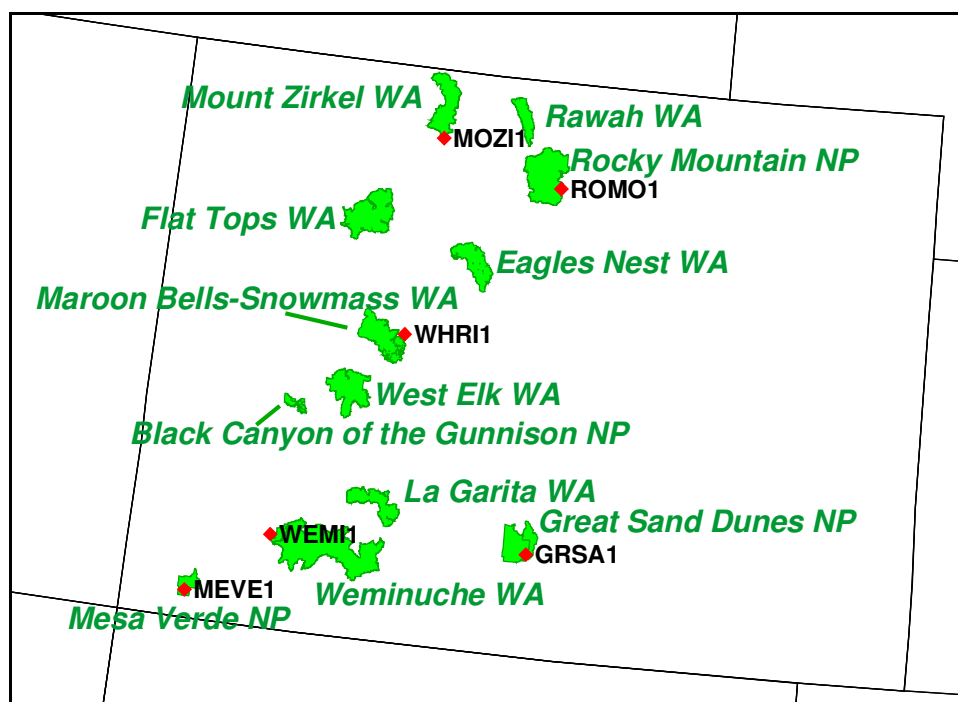 Mount Zirkel WA
Rawah WA
MOZI1
Rocky Mountain NP
ROMO1
Flat Tops WA
Eagles Nest WA
Maroon Bells-Snowmass WA
WHRI1
West Elk WA
Black Canyon of the Gunnison NP
La Garita WA
Great Sand Dunes NP
WEMI1
GRSA1
MEVE1
Weminuche WA
Mesa Verde NP